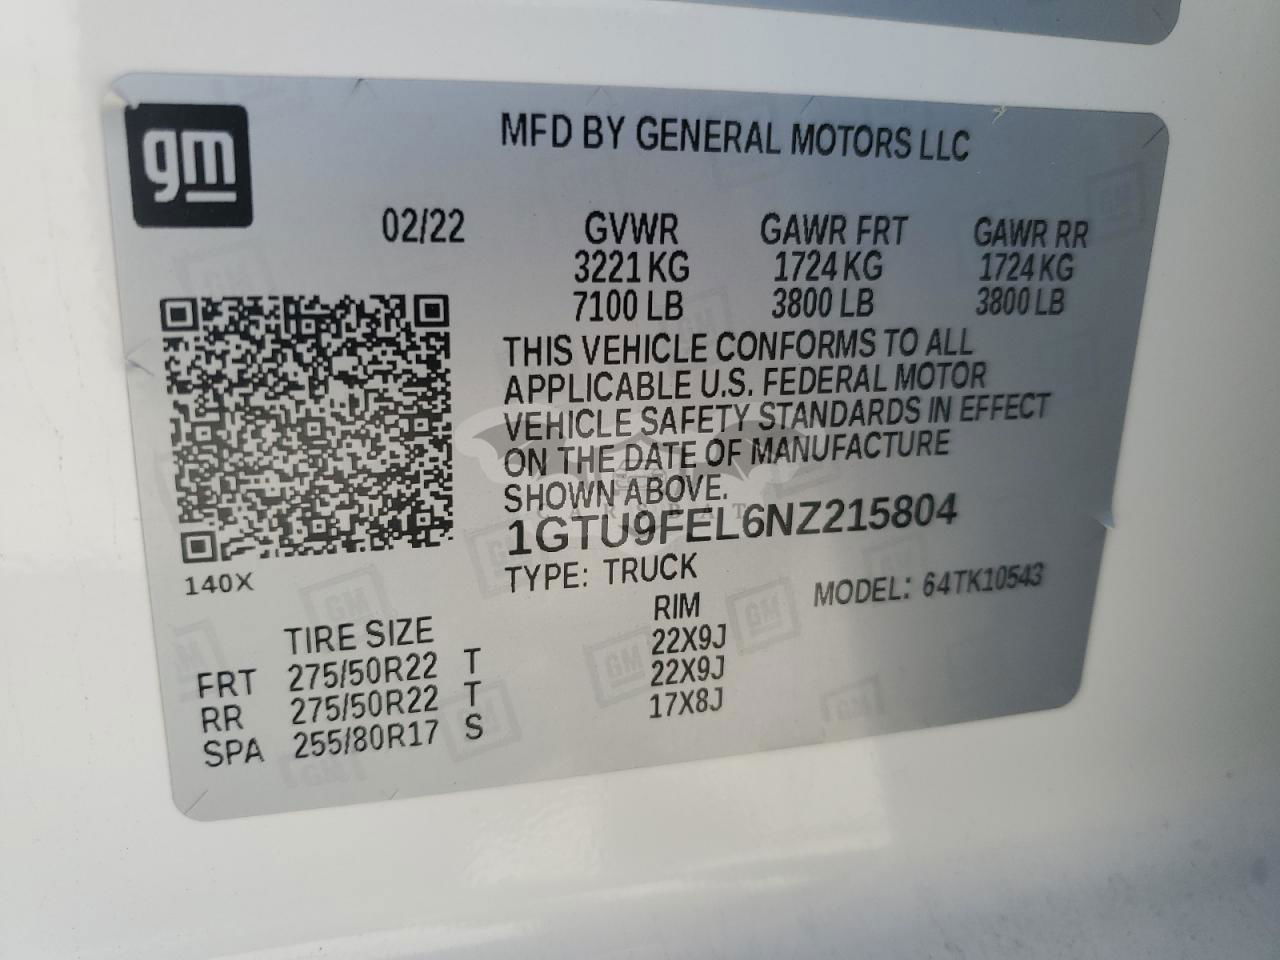 gm
MFD BY GENERAL MOTORS LLC
02/22 GVWR GAWR FRT GAWR RR
3221 KG 1724 KG 1724 KG
7100 LB 3800 LB 3800 LB
THIS VEHICLE CONFORMS TO ALL
APPLICABLE U.S. FEDERAL MOTOR
VEHICLE SAFETY STANDARDS IN EFFECT
ON THE DATE OF MANUFACTURE
SHOWN ABOVE.
1GTU9FEL6NZ215804
140X
TYPE: TRUCK MODEL: 64TK10543
TIRE SIZE RIM
FRT 275/50R22 T 22X9J
RR 275/50R22 T 22X9J
SPA 255/80R17 S 17X8J